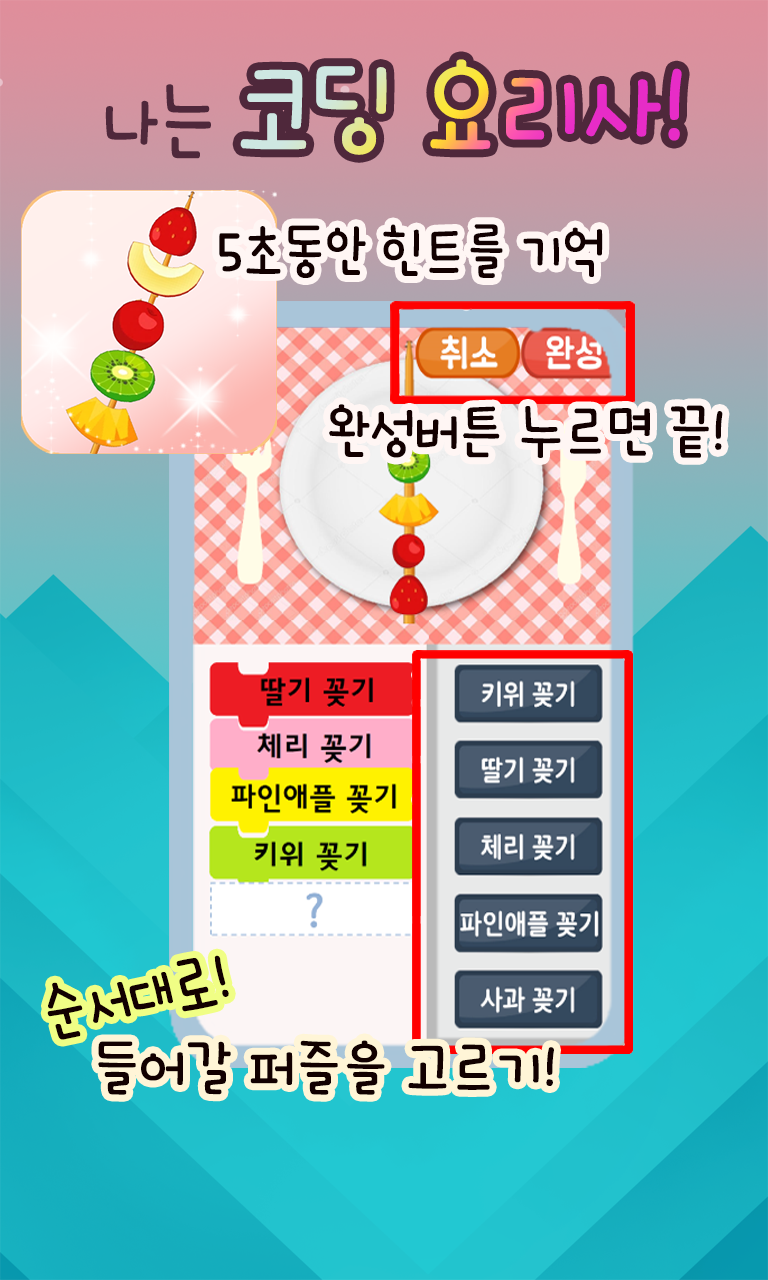 나는 코딩 요리사!
5초동안 힌트를 기억
취소 완성
완성버튼 누르면 끝!
딸기 꽂기
체리 꽂기
파인애플 꽂기
키위 꽂기
?
키위 꽂기
딸기 꽂기
체리 꽂기
파인애플 꽂기
사과 꽂기
순서대로!
들어갈 퍼즐을 고르기!